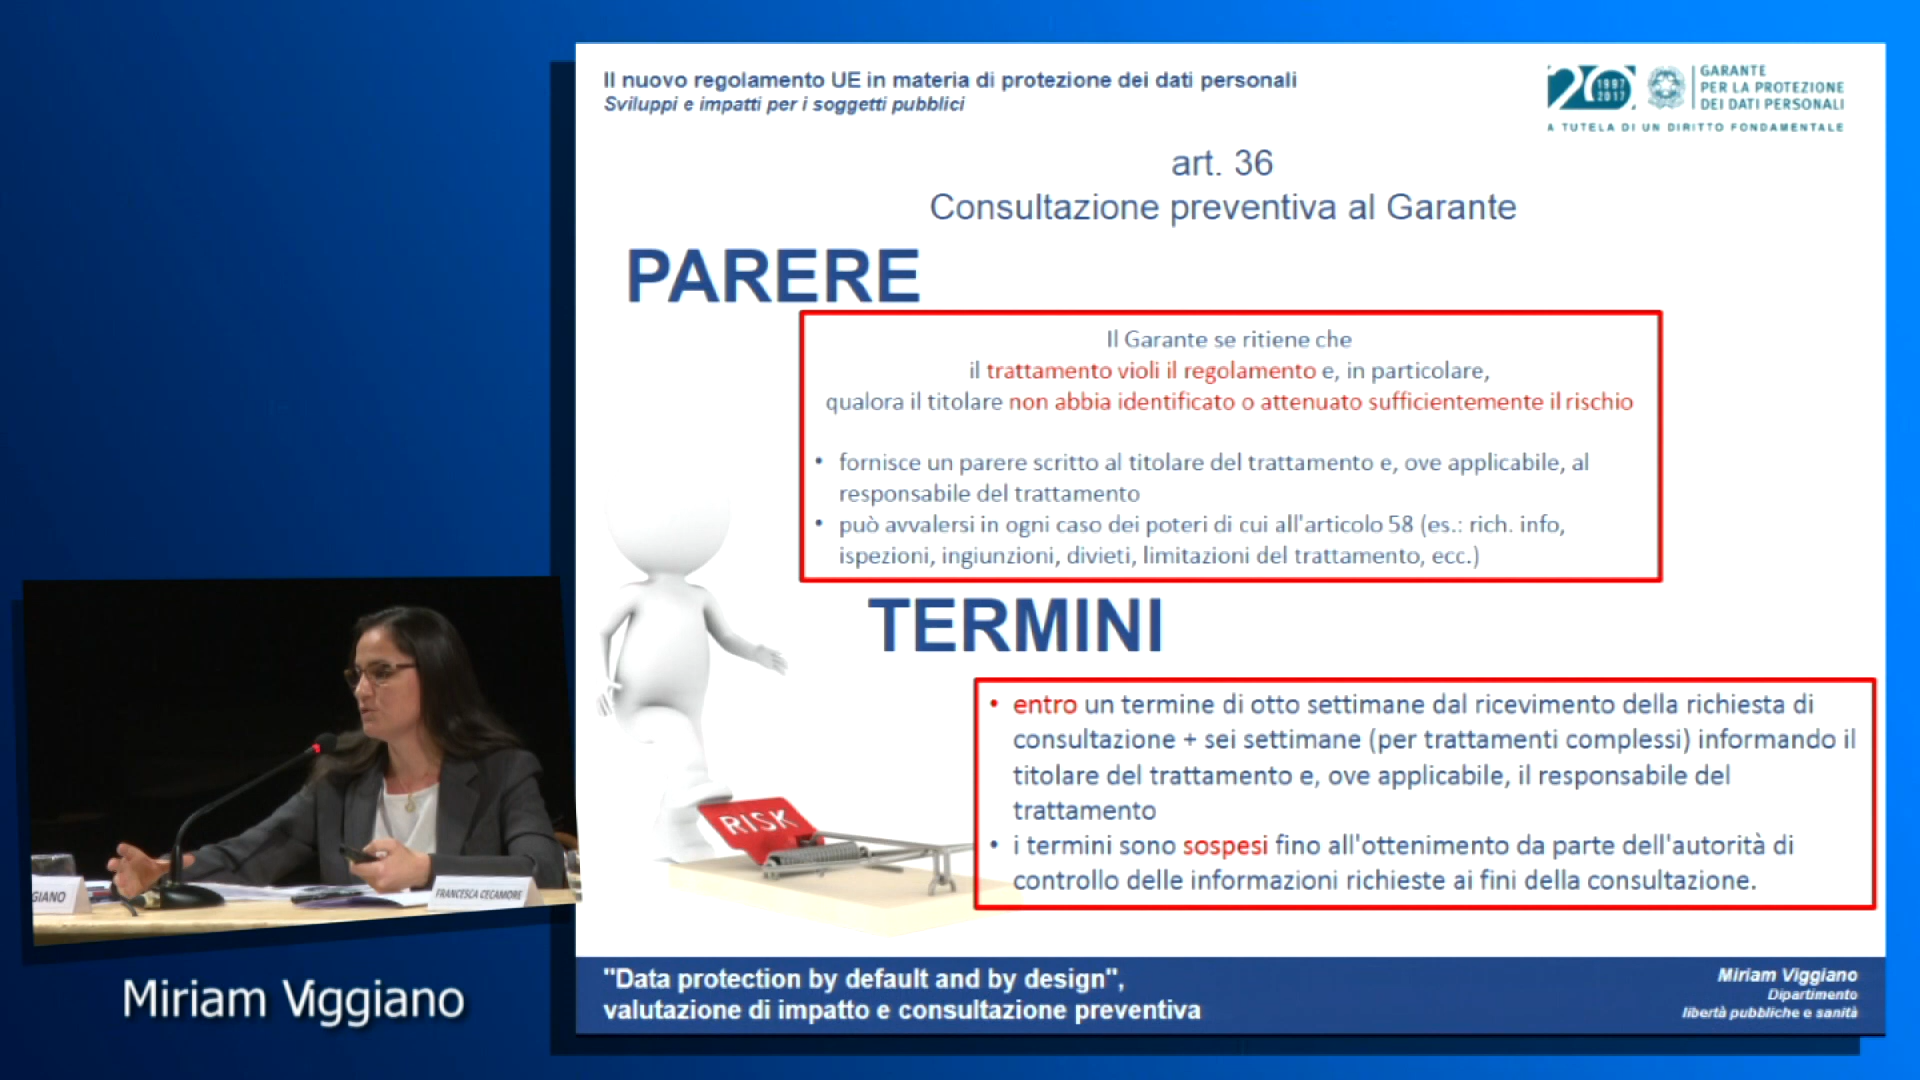 Il nuovo regolamento UE in materia di protezione dei dati personali
Sviluppi e impatti per i soggetti pubblici
1997
2017
GARANTE
PER LA PROTEZIONE
DEI DATI PERSONALI
A TUTELA DI UN DIRITTO FONDAMENTALE
art. 36
Consultazione preventiva al Garante
PARERE
Il Garante se ritiene che
il trattamento violi il regolamento e, in particolare,
qualora il titolare non abbia identificato o attenuato sufficientemente il rischio
• fornisce un parere scritto al titolare del trattamento e, ove applicabile, al
responsabile del trattamento
• può avvalersi in ogni caso dei poteri di cui all'articolo 58 (es.: rich. info,
ispezioni, ingiunzioni, divieti, limitazioni del trattamento, ecc.)
TERMINI
• entro un termine di otto settimane dal ricevimento della richiesta di
consultazione + sei settimane (per trattamenti complessi) informando il
titolare del trattamento e, ove applicabile, il responsabile del
trattamento
• i termini sono sospesi fino all'ottenimento da parte dell'autorità di
controllo delle informazioni richieste ai fini della consultazione.
RISK
GIANO
FRANCESCA CECAMORE
Miriam Viggiano
"Data protection by default and by design",
valutazione di impatto e consultazione preventiva
Miriam Viggiano
Dipartimento
libertà pubbliche e sanità